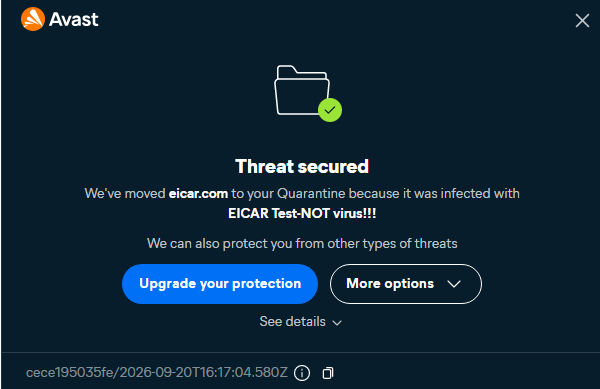 Avast
Threat secured
We've moved eicar.com to your Quarantine because it was infected with
EICAR Test-NOT virus!!!
We can also protect you from other types of threats
Upgrade your protection
More options
See details
cece195035fe/2026-09-20T16:17:04.580Z